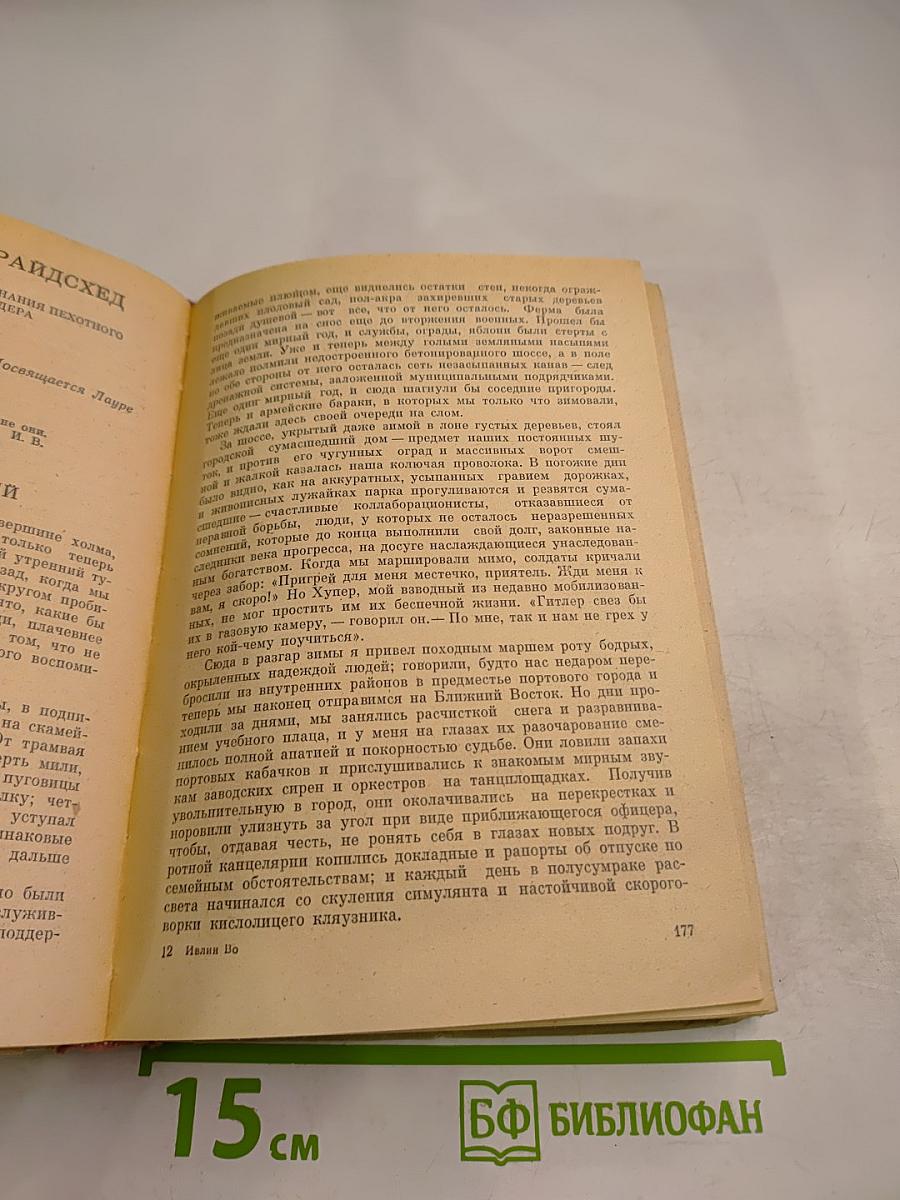 РАЙДСХЕД
НАНИЯ ПЕХОТНОГО
ДЕРА
Посвящается Лауре
не они.
И. В.
ИЙ
вершине холма,
только теперь
й утренний ту-
зад, когда мы
кругом проби-
что, какие бы
ди, плачевнее
том, что не
ого воспоми-
ы, в подпи-
на скамей-
От трамвая
ерть мили,
пуговицы
лку; чет-
уступал
инаковые
дальше
но были
служив-
поддер-
ваемые плющом, еще виднелись остатки стен, некогда ограж-
девших плодовый сад, пол-акра захиревших старых деревьев
позади душевой — вот все, что от него осталось. Ферма была
предназначена на снос еще до вторжения военных. Прошел бы
еще один мирный год, и службы, ограды, яблони были стерты с
лица земли. Уже и теперь между голыми земляными насыпями
лежало полмили недостроенного бетонированного шоссе, а в поле
по обе стороны от него осталась сеть незасыпанных канав — след
дренажной системы, заложенной муниципальными подрядчиками.
Еще один мирный год, и сюда шагнули бы соседние пригороды.
Теперь и армейские бараки, в которых мы только что зимовали,
тоже ждали здесь своей очереди на слом.
За шоссе, укрытый даже зимой в лоне густых деревьев, стоял
городской сумасшедший дом — предмет наших постоянных шу-
ток, и против его чугунных оград и массивных ворот смеш-
ной и жалкой казалась наша колючая проволока. В погожие дни
было видно, как на аккуратных, усыпанных гравием дорожках,
и живописных лужайках парка прогуливаются и резвятся сума-
сшедшие — счастливые коллаборационисты, отказавшиеся от
неравной борьбы, люди, у которых не осталось неразрешенных
сомнений, которые до конца выполнили свой долг, законные на-
следники века прогресса, на досуге наслаждающиеся унаследован-
ным богатством. Когда мы маршировали мимо, солдаты кричали
через забор: «Пригрей для меня местечко, приятель. Жди меня к
вам, я скоро!» Но Хупер, мой взводный из недавно мобилизован-
ных, не мог простить им их беспечной жизни. «Гитлер свез бы
их в газовую камеру, — говорил он. — По мне, так и нам не грех у
него кой-чему поучиться».
Сюда в разгар зимы я привел походным маршем роту бодрых,
окрыленных надеждой людей; говорили, будто нас недаром пере-
бросили из внутренних районов в предместье портового города и
теперь мы наконец отправимся на Ближний Восток. Но дни про-
ходили за днями, мы занялись расчисткой снега и разравнива-
нием учебного плаца, и у меня на глазах их разочарование сме-
нилось полной апатией и покорностью судьбе. Они ловили запахи
портовых кабачков и прислушивались к знакомым мирным зву-
кам заводских сирен и оркестров на танцплощадках. Получив
увольнительную в город, они околачивались на перекрестках и
норовили улизнуть за угол при виде приближающегося офицера,
чтобы, отдавая честь, не ронять себя в глазах новых подруг. В
ротной канцелярии копились докладные и рапорты об отпуске по
семейным обстоятельствам; и каждый день в полусумраке рас-
света начинался со скуления симулянта и настойчивой скорого-
ворки кислолицего кляузника.
12 Ивлин Во
177
15 см
БФ БИБЛИОФАН